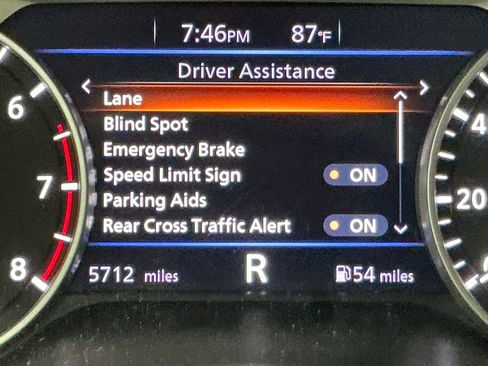 7:46PM 87°F
Driver Assistance
Lane
Blind Spot
Emergency Brake
Speed Limit Sign ON
Parking Aids
Rear Cross Traffic Alert ON
5712 miles R 54 miles
6
7
8
20